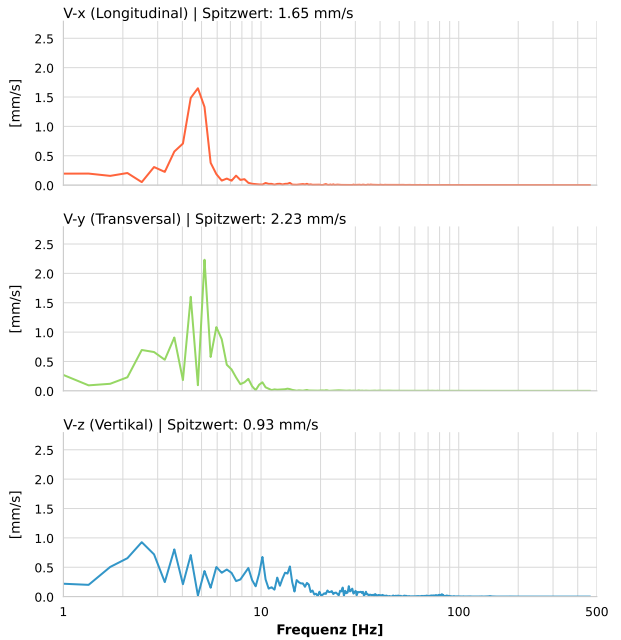 V-x (Longitudinal) | Spitzwert: 1.65 mm/s
2.5
2.0
1.5
1.0
0.5
0.0
[mm/s]
V-y (Transversal) | Spitzwert: 2.23 mm/s
2.5
2.0
1.5
1.0
0.5
0.0
[mm/s]
V-z (Vertikal) | Spitzwert: 0.93 mm/s
2.5
2.0
1.5
1.0
0.5
0.0
[mm/s]
1 10 100 500
Frequenz [Hz]